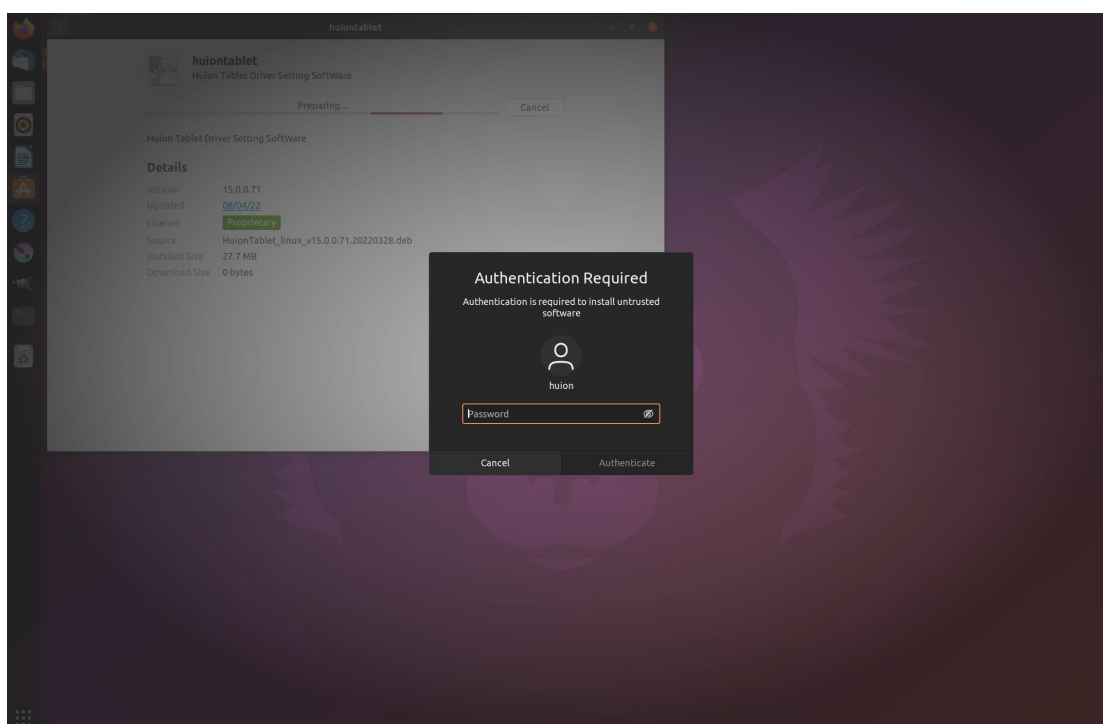 huiontablet
huiontablet
Huion Tablet Driver Setting SoftWare
Preparing...
Cancel
Huion Tablet Driver Setting SoftWare
Details
Version 15.0.0.71
Updated 08/04/22
Licence Proprietary
Source HuionTablet_linux_v15.0.0.71.20220328.deb
Installed Size 27.7 MB
Download Size 0 bytes
Authentication Required
Authentication is required to install untrusted
software
huion
Password
Cancel Authenticate